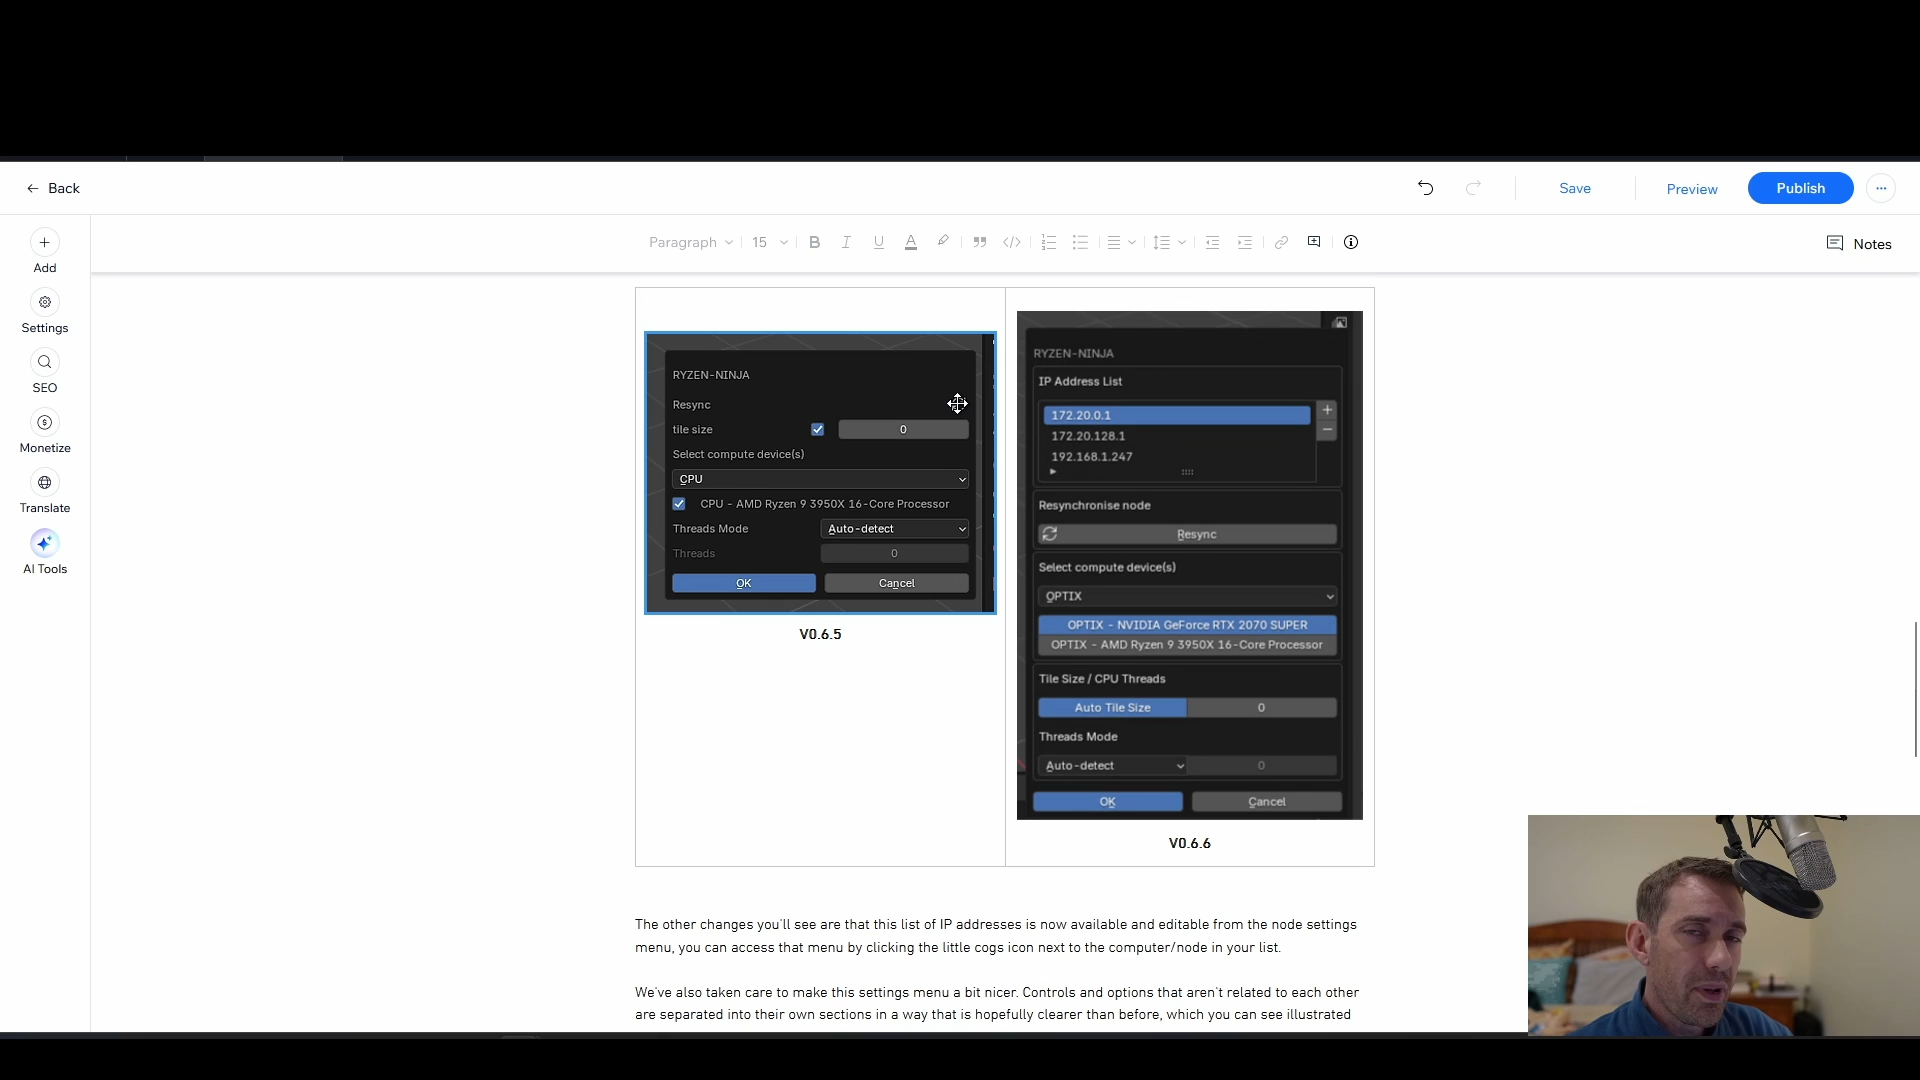 Back
Save
Preview
Publish
Paragraph
15
Notes
Add
Settings
SEO
Monetize
Translate
AI Tools
RYZEN-NINJA
Resync
tile size
0
Select compute device(s)
CPU
CPU - AMD Ryzen 9 3950X 16-Core Processor
Threads Mode
Auto-detect
Threads
0
OK
Cancel
V0.6.5
RYZEN-NINJA
IP Address List
172.20.0.1
172.20.128.1
192.168.1.247
Resynchronise node
Resync
Select compute device(s)
OPTIX
OPTIX - NVIDIA GeForce RTX 2070 SUPER
OPTIX - AMD Ryzen 9 3950X 16-Core Processor
Tile Size / CPU Threads
Auto Tile Size
0
Threads Mode
Auto-detect
0
OK
Cancel
V0.6.6
The other changes you'll see are that this list of IP addresses is now available and editable from the node settings
menu, you can access that menu by clicking the little cogs icon next to the computer/node in your list.
We've also taken care to make this settings menu a bit nicer. Controls and options that aren't related to each other
are separated into their own sections in a way that is hopefully clearer than before, which you can see illustrated